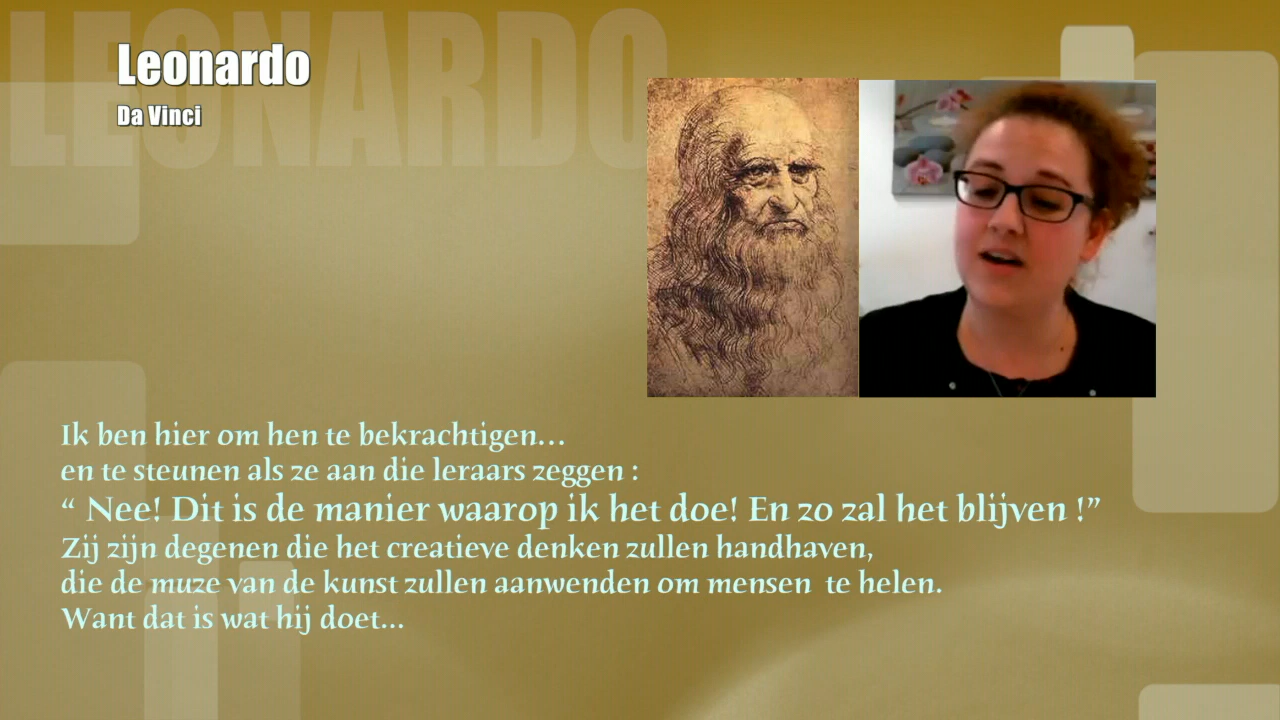 LEONARDO
Leonardo
Da Vinci
Ik ben hier om hen te bekrachtigen...
en te steunen als ze aan die leraars zeggen :
“ Nee! Dit is de manier waarop ik het doe! En zo zal het blijven !”
Zij zijn degenen die het creatieve denken zullen handhaven,
die de muze van de kunst zullen aanwenden om mensen te helen.
Want dat is wat hij doet...